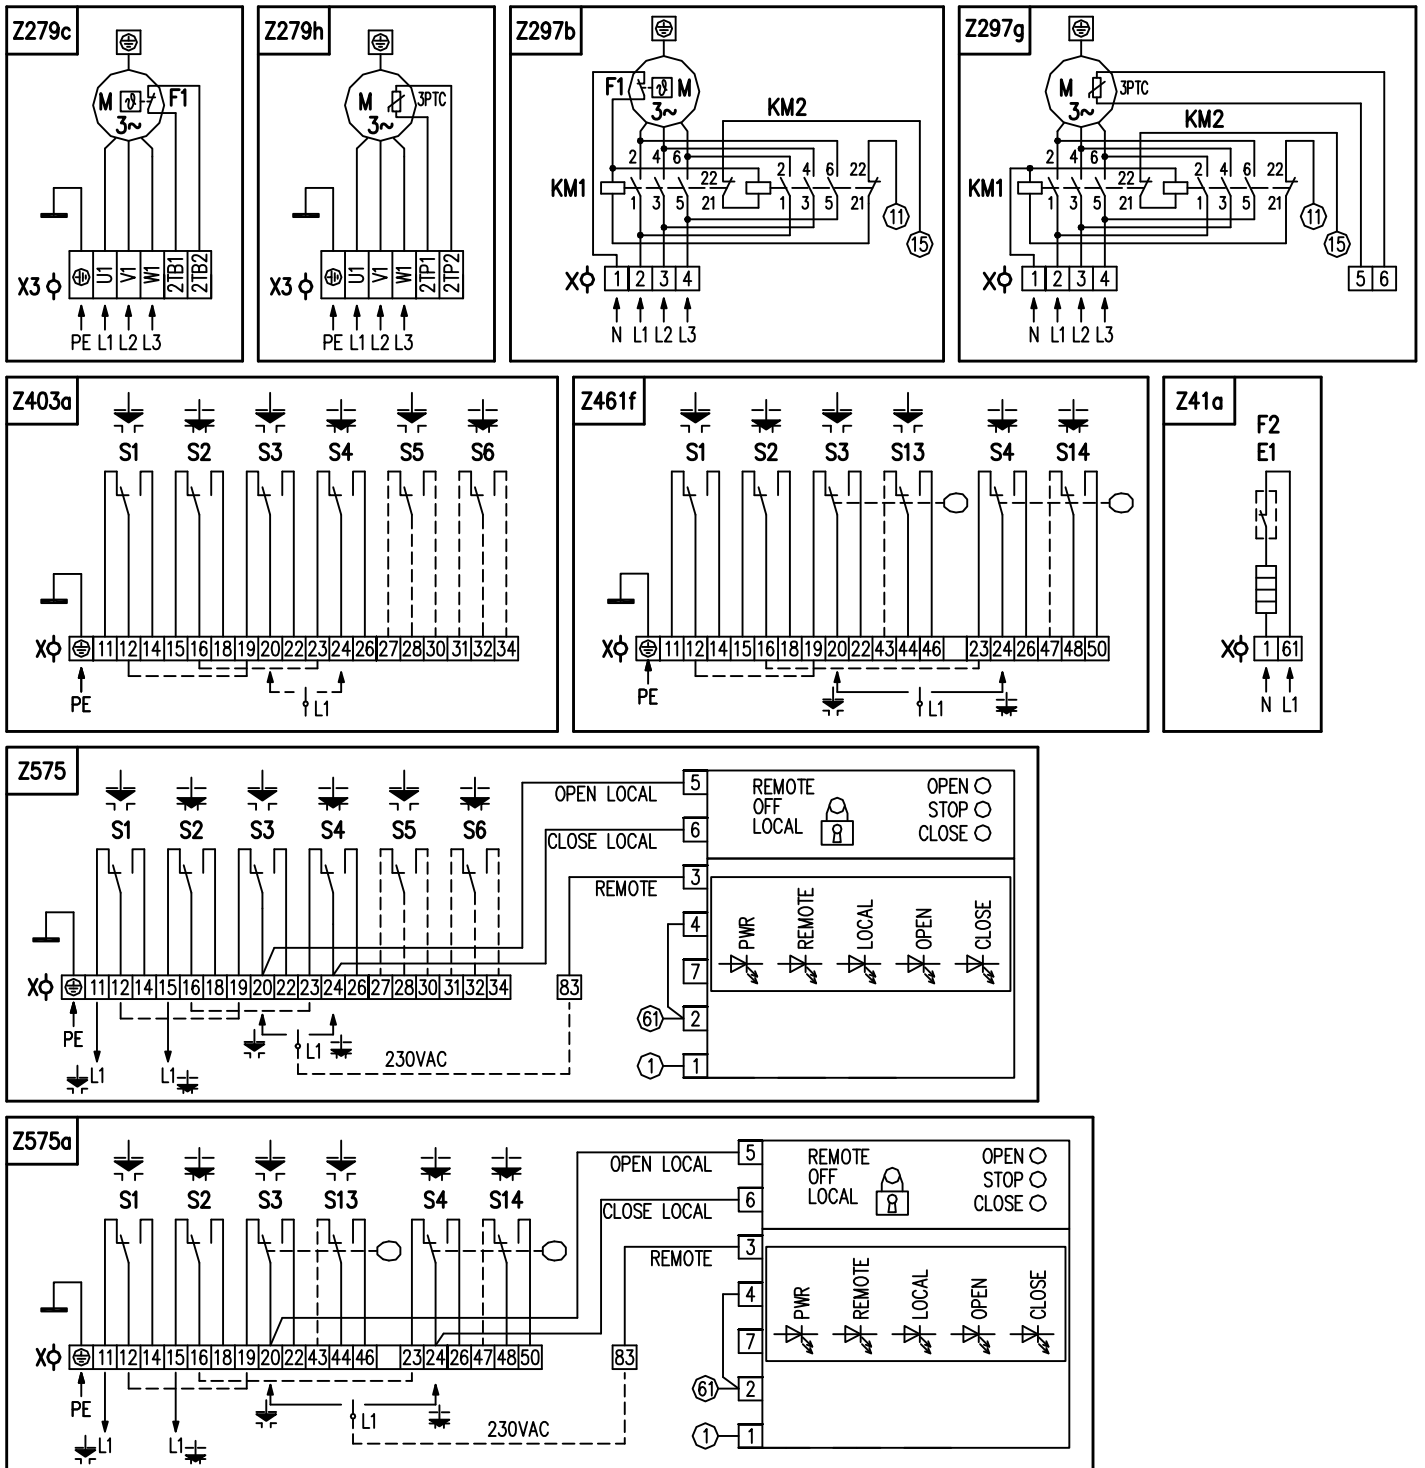 Z279c
M
ϑ
F1
3~
X3
U1
V1
W1
2TB1
2TB2
PE L1 L2 L3
Z279h
M
3PTC
3~
X3
U1
V1
W1
2TP1
2TP2
PE L1 L2 L3
Z297b
F1
ϑ
M
3~
KM2
2 4 6 22 2 4 6 22
KM1
1 3 5 21 1 3 5 21
11
15
X 1 2 3 4
N L1 L2 L3
Z297g
M
3PTC
3~
KM2
2 4 6 22 2 4 6 22
KM1
1 3 5 21 1 3 5 21
11
15
X 1 2 3 4 5 6
N L1 L2 L3
Z403a
S1 S2 S3 S4 S5 S6
X 11 12 14 15 16 18 19 20 22 23 24 26 27 28 30 31 32 34
PE
L1
Z461f
S1 S2 S3 S13 S4 S14
X 11 12 14 15 16 18 19 20 22 43 44 46 23 24 26 47 48 50
PE
L1
Z41a
F2
E1
X 1 61
N L1
Z575
S1 S2 S3 S4 S5 S6
X 11 12 14 15 16 18 19 20 22 23 24 26 27 28 30 31 32 34 83
PE
L1
L1
L1
230VAC
OPEN LOCAL 5
CLOSE LOCAL 6
REMOTE 3
4
7
61 2
1 1
REMOTE
OFF
LOCAL
OPEN
STOP
CLOSE
PWR
REMOTE
LOCAL
OPEN
CLOSE
Z575a
S1 S2 S3 S13 S4 S14
X 11 12 14 15 16 18 19 20 22 43 44 46 23 24 26 47 48 50 83
PE
L1
L1
L1
230VAC
OPEN LOCAL 5
CLOSE LOCAL 6
REMOTE 3
4
7
61 2
1 1
REMOTE
OFF
LOCAL
OPEN
STOP
CLOSE
PWR
REMOTE
LOCAL
OPEN
CLOSE